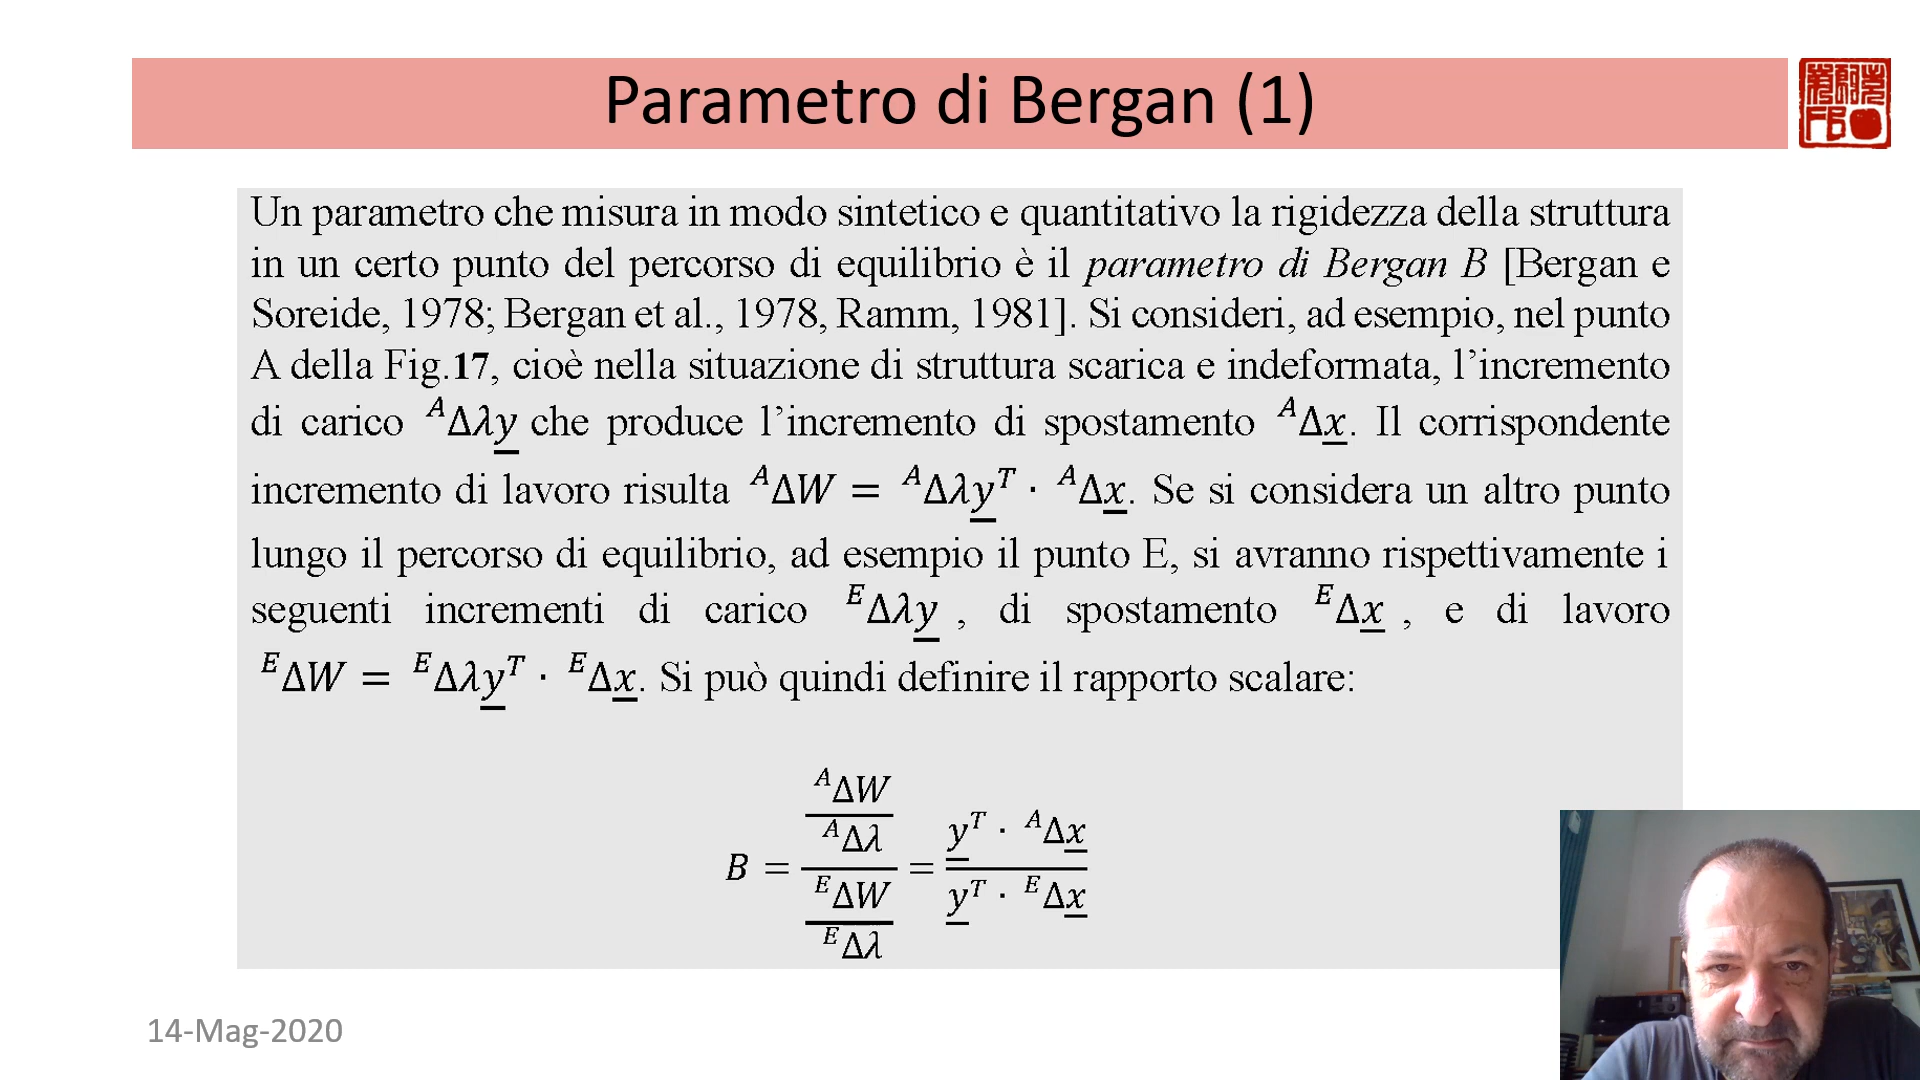 Parametro di Bergan (1)
Un parametro che misura in modo sintetico e quantitativo la rigidezza della struttura
in un certo punto del percorso di equilibrio è il parametro di Bergan B [Bergan e
Soreide, 1978; Bergan et al., 1978, Ramm, 1981]. Si consideri, ad esempio, nel punto
A della Fig.17, cioè nella situazione di struttura scarica e indeformata, l’incremento
di carico ᴬΔλy̲ che produce l’incremento di spostamento ᴬΔx̲. Il corrispondente
incremento di lavoro risulta ᴬΔW = ᴬΔλy̲ᵀ · ᴬΔx̲. Se si considera un altro punto
lungo il percorso di equilibrio, ad esempio il punto E, si avranno rispettivamente i
seguenti incrementi di carico ᴱΔλy̲ , di spostamento ᴱΔx̲ , e di lavoro
ᴱΔW = ᴱΔλy̲ᵀ · ᴱΔx̲. Si può quindi definire il rapporto scalare:
B = (ᴬΔW / ᴬΔλ) / (ᴱΔW / ᴱΔλ) = (y̲ᵀ · ᴬΔx̲) / (y̲ᵀ · ᴱΔx̲)
14-Mag-2020
FB